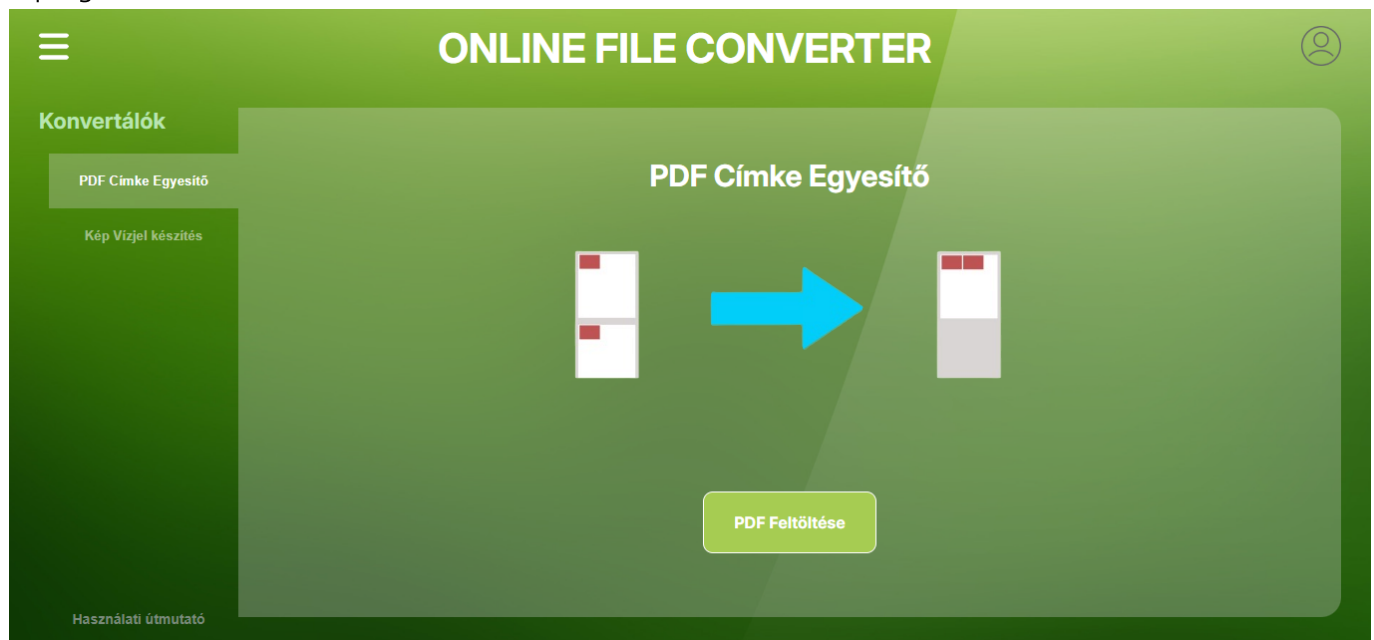 ONLINE FILE CONVERTER
Konvertálók
PDF Címke Egyesítő
Kép Vízjel készítés
Használati útmutató
PDF Címke Egyesítő
PDF Feltöltése